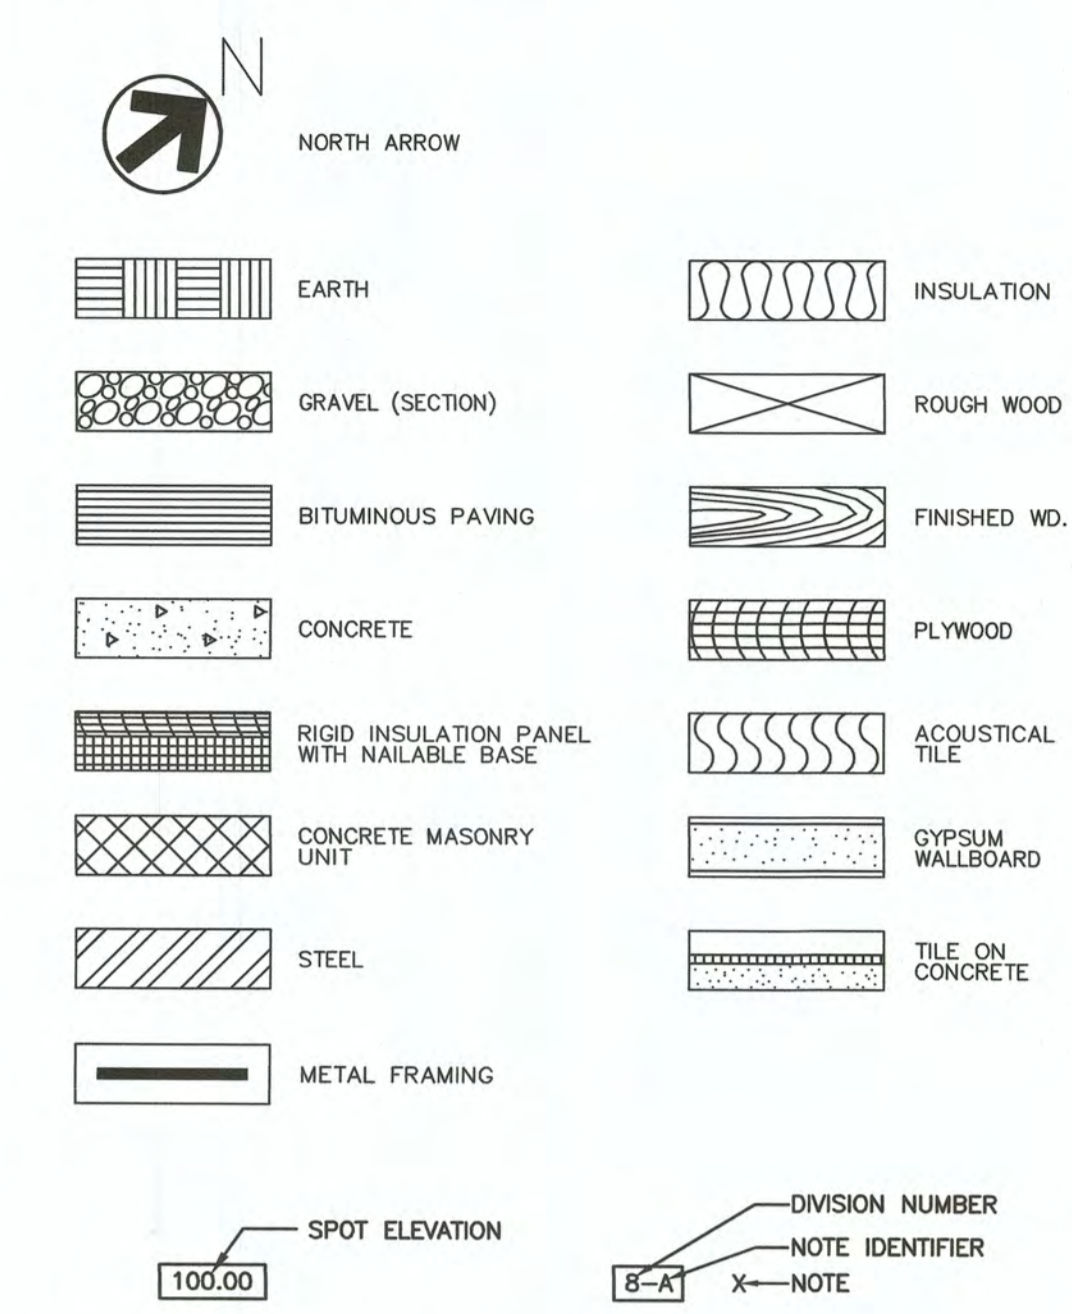 N
NORTH ARROW
EARTH
GRAVEL (SECTION)
BITUMINOUS PAVING
CONCRETE
RIGID INSULATION PANEL
WITH NAILABLE BASE
CONCRETE MASONRY
UNIT
STEEL
METAL FRAMING
INSULATION
ROUGH WOOD
FINISHED WD.
PLYWOOD
ACOUSTICAL
TILE
GYPSUM
WALLBOARD
TILE ON
CONCRETE
SPOT ELEVATION
100.00
DIVISION NUMBER
NOTE IDENTIFIER
8-A X NOTE